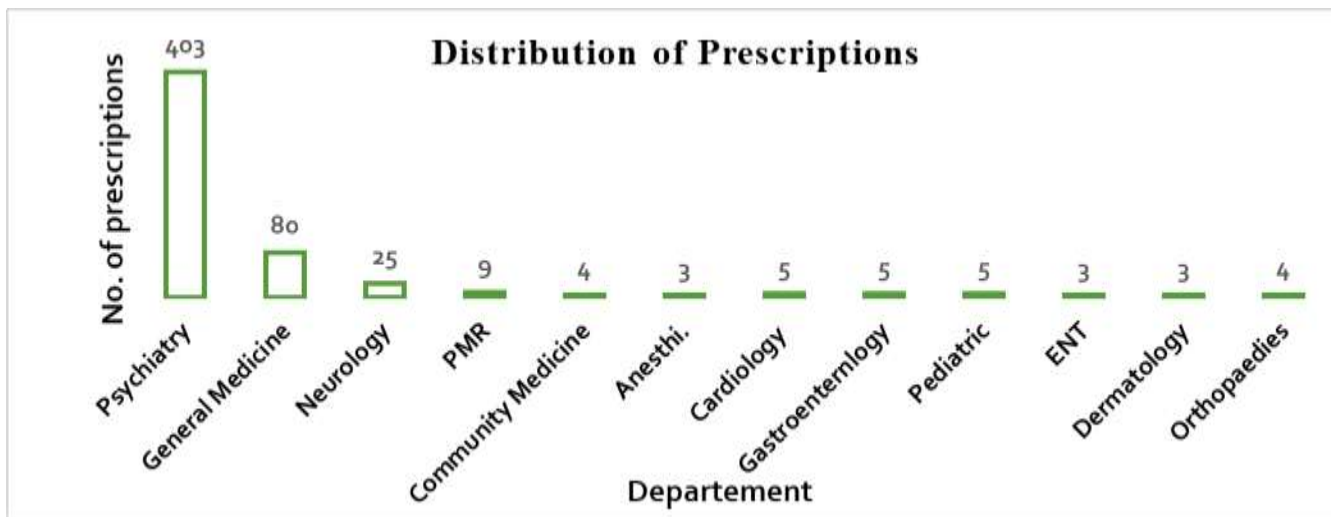 Distribution of Prescriptions
No. of prescriptions
403
80
25
9
4
3
5
5
5
3
3
4
Psychiatry
General Medicine
Neurology
PMR
Community Medicine
Anesthi.
Cardiology
Gastroenternlogy
Pediatric
ENT
Dermatology
Orthopaedies
Departement